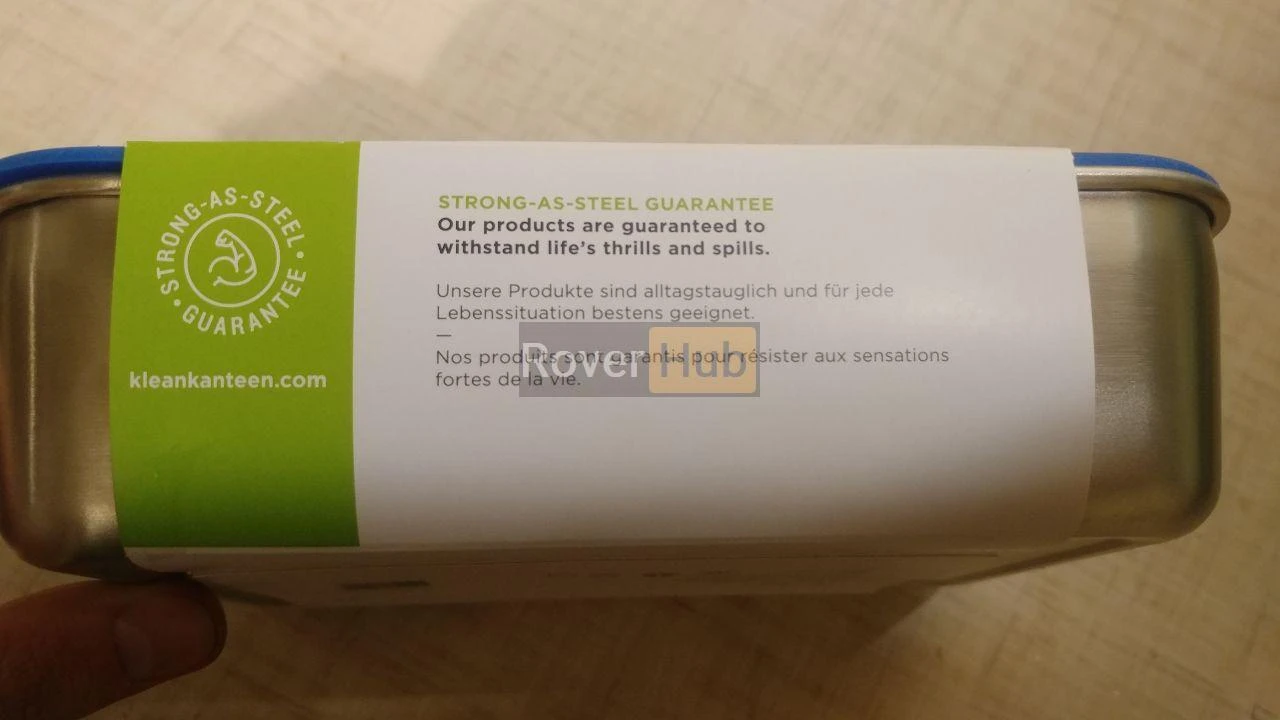 STRONG-AS-STEEL
GUARANTEE
kleankanteen.com
STRONG-AS-STEEL GUARANTEE
Our products are guaranteed to
withstand life’s thrills and spills.
Unsere Produkte sind alltagstauglich und für jede
Lebenssituation bestens geeignet.
—
Nos produits sont garantis pour résister aux sensations
fortes de la vie.
Rover Hub